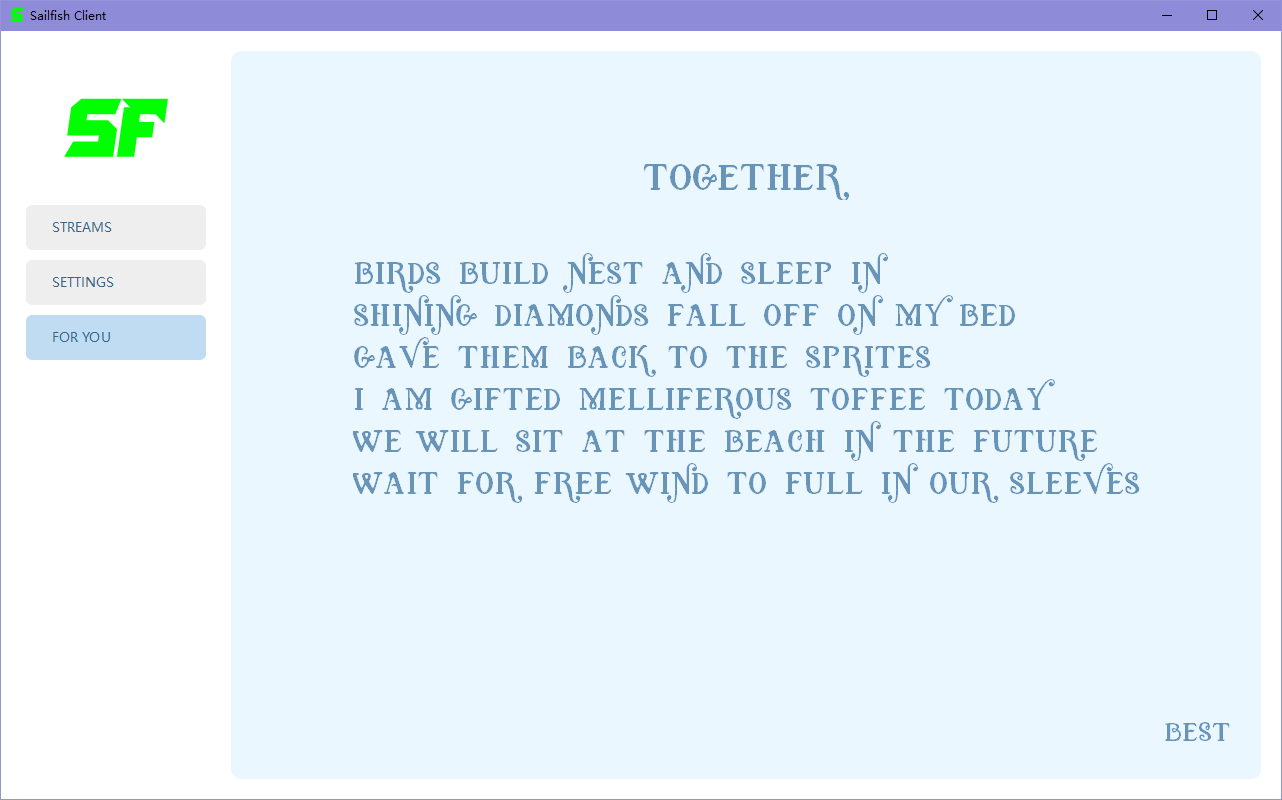 Sailfish Client
SF
STREAMS
SETTINGS
FOR YOU
TOGETHER,
BIRDS BUILD NEST AND SLEEP IN
SHINING DIAMONDS FALL OFF ON MY BED
GAVE THEM BACK TO THE SPRITES
I AM GIFTED MELLIFEROUS TOFFEE TODAY
WE WILL SIT AT THE BEACH IN THE FUTURE
WAIT FOR FREE WIND TO FULL IN OUR SLEEVES
BEST